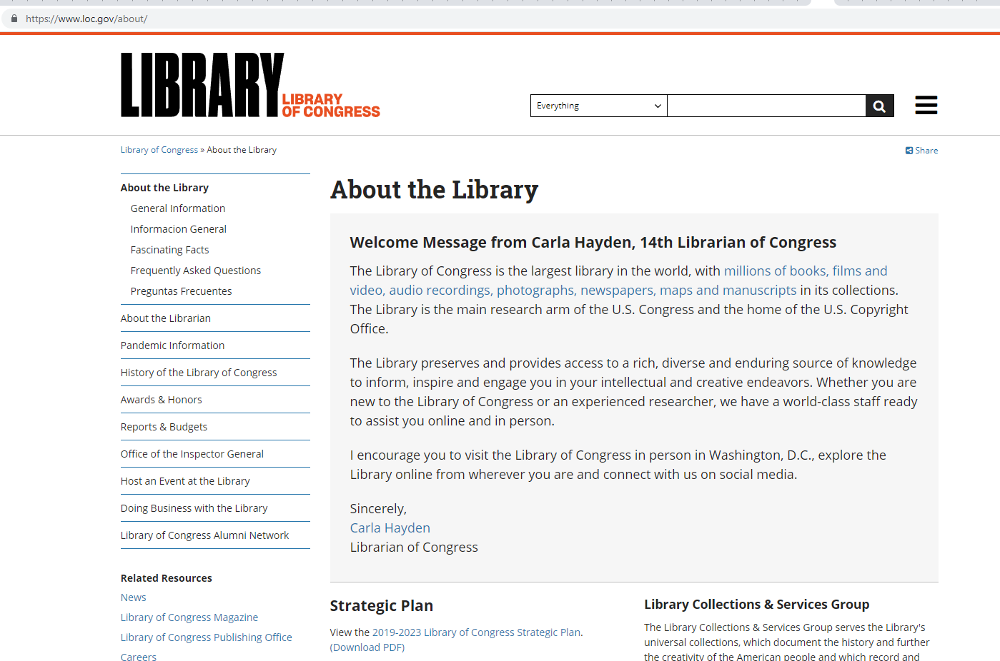 https://www.loc.gov/about/
LIBRARY
LIBRARY
OF CONGRESS
Everything
Library of Congress » About the Library
Share
About the Library
General Information
Informacion General
Fascinating Facts
Frequently Asked Questions
Preguntas Frecuentes
About the Librarian
Pandemic Information
History of the Library of Congress
Awards & Honors
Reports & Budgets
Office of the Inspector General
Host an Event at the Library
Doing Business with the Library
Library of Congress Alumni Network
Related Resources
News
Library of Congress Magazine
Library of Congress Publishing Office
Careers
About the Library
Welcome Message from Carla Hayden, 14th Librarian of Congress
The Library of Congress is the largest library in the world, with millions of books, films and
video, audio recordings, photographs, newspapers, maps and manuscripts in its collections.
The Library is the main research arm of the U.S. Congress and the home of the U.S. Copyright
Office.
The Library preserves and provides access to a rich, diverse and enduring source of knowledge
to inform, inspire and engage you in your intellectual and creative endeavors. Whether you are
new to the Library of Congress or an experienced researcher, we have a world-class staff ready
to assist you online and in person.
I encourage you to visit the Library of Congress in person in Washington, D.C., explore the
Library online from wherever you are and connect with us on social media.
Sincerely,
Carla Hayden
Librarian of Congress
Strategic Plan
View the 2019-2023 Library of Congress Strategic Plan.
(Download PDF)
Library Collections & Services Group
The Library Collections & Services Group serves the Library's
universal collections, which document the history and further
the creativity of the American people and which record and